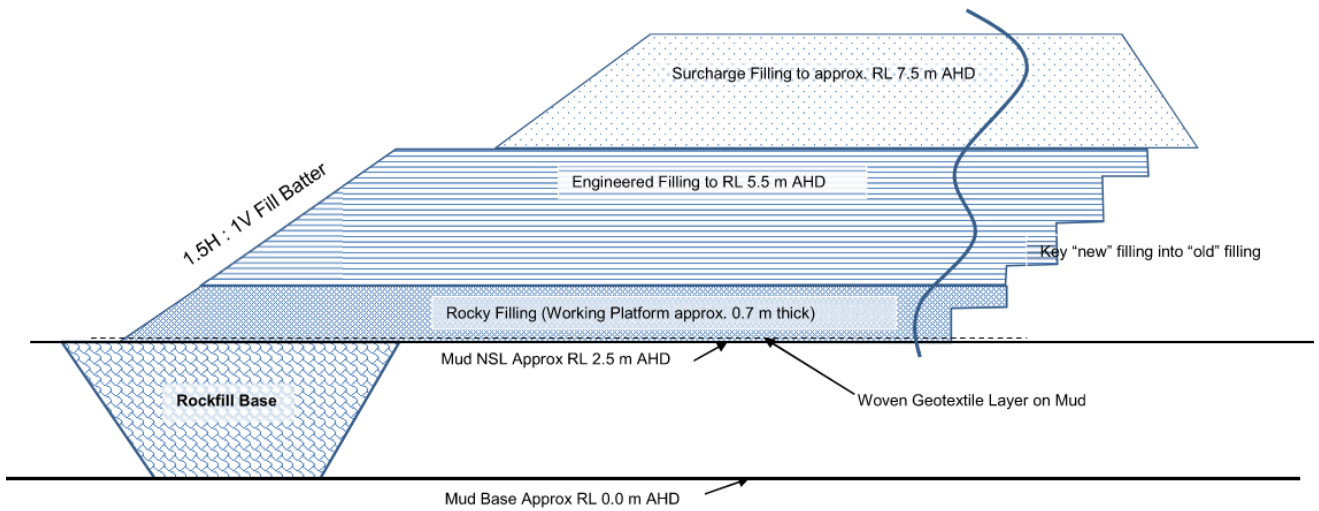 Surcharge Filling to approx. RL 7.5 m AHD
1.5H : 1V Fill Batter
Engineered Filling to RL 5.5 m AHD
Key “new” filling into “old” filling
Rocky Filling (Working Platform approx. 0.7 m thick)
Mud NSL Approx RL 2.5 m AHD
Rockfill Base
Woven Geotextile Layer on Mud
Mud Base Approx RL 0.0 m AHD